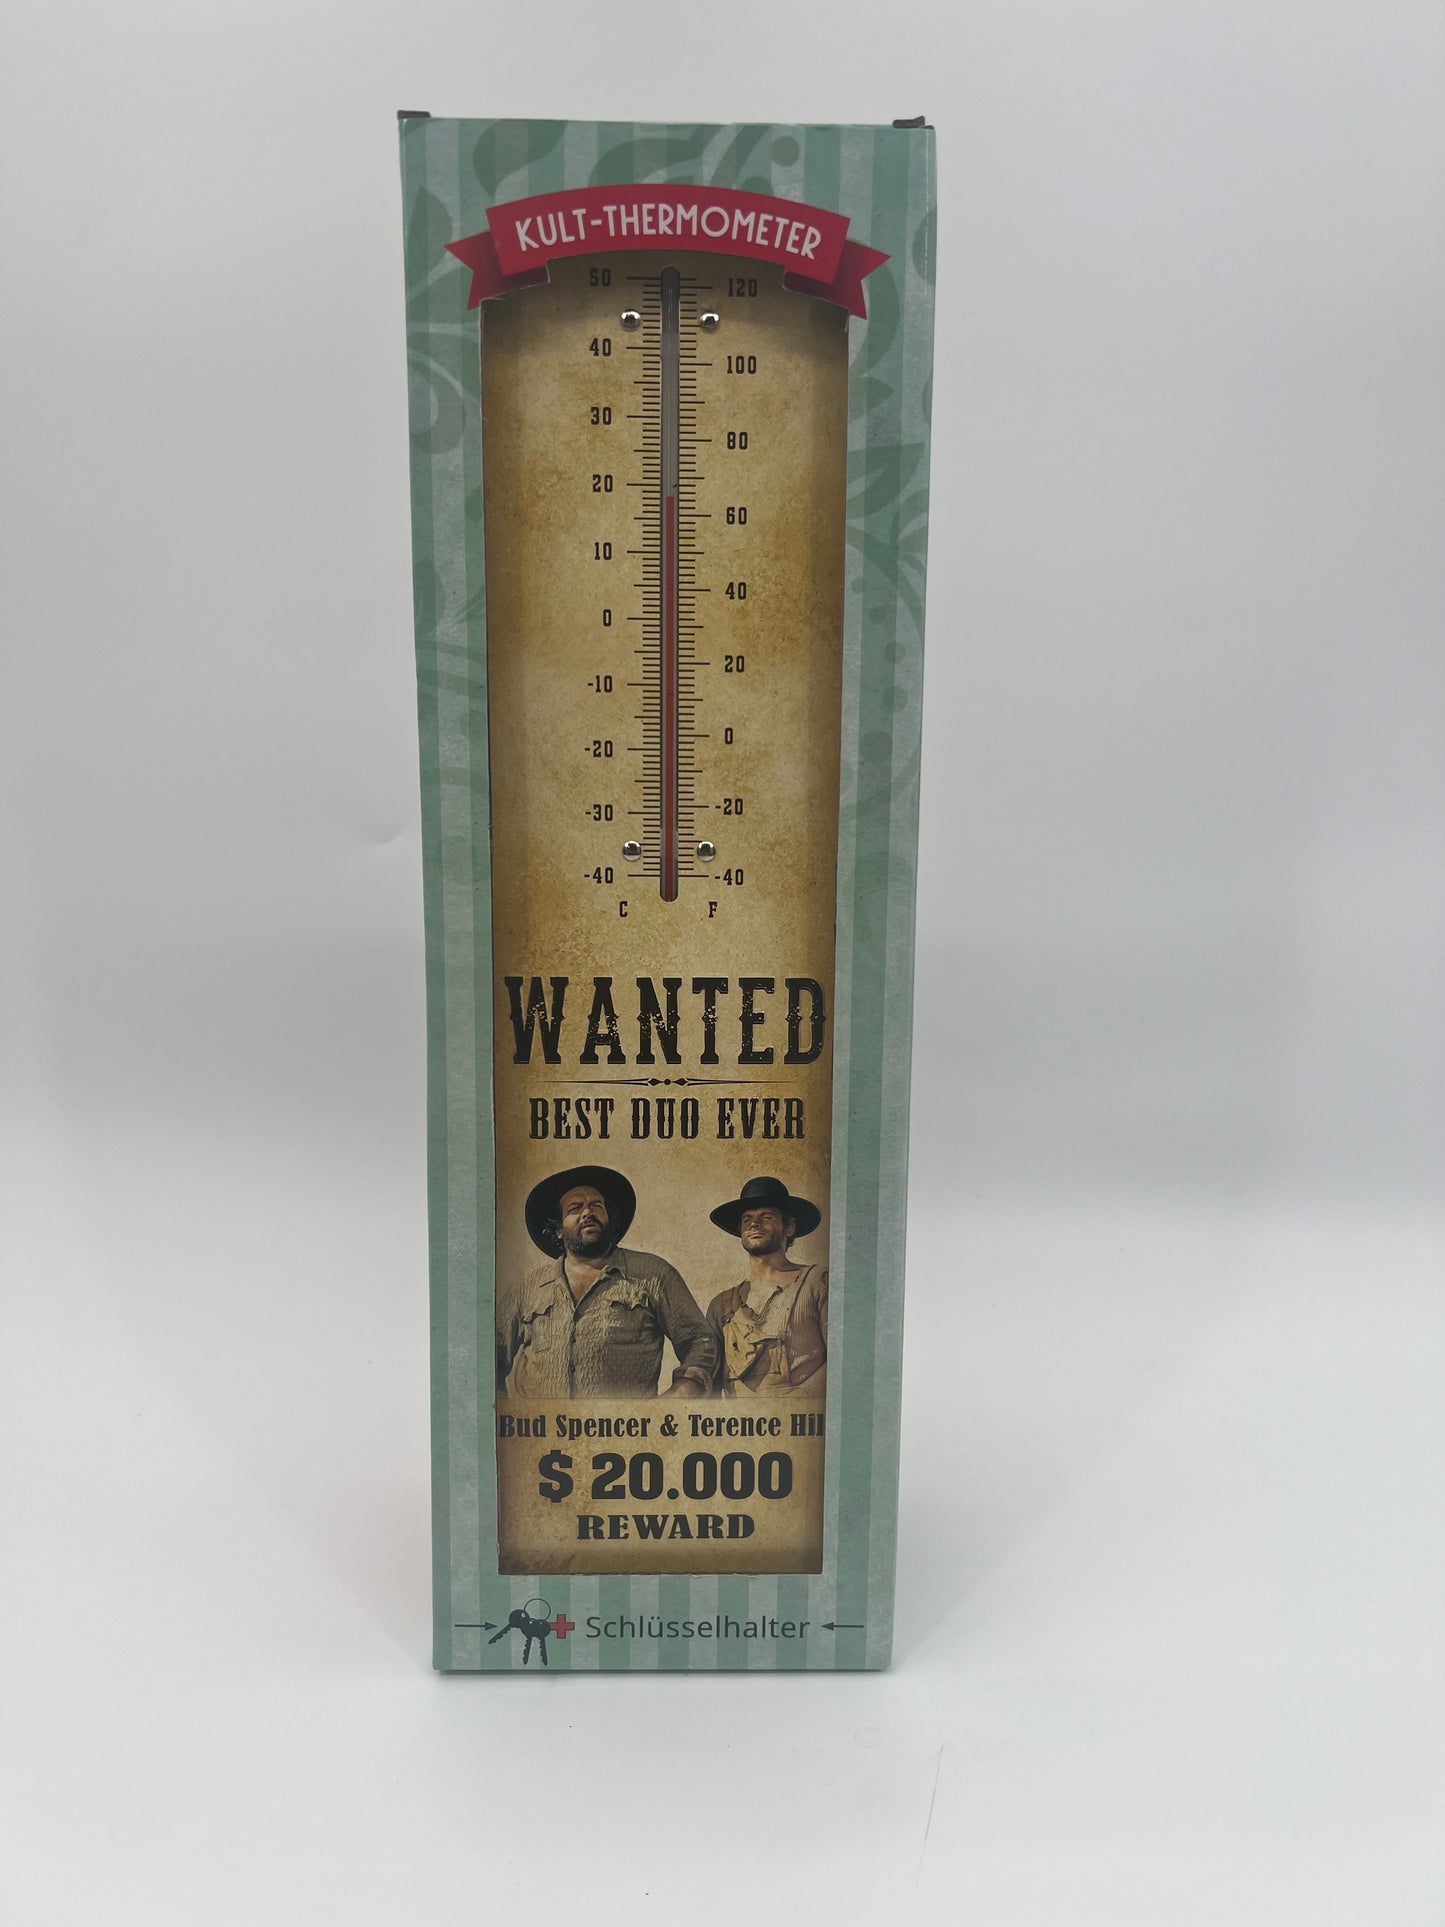 KULT-THERMOMETER
50 120
40 100
30 80
20 60
10 40
0 20
-10 0
-20 -20
-30 -40
-40
C F
WANTED
BEST DUO EVER
Bud Spencer & Terence Hil
$ 20.000
REWARD
Schlüsselhalter